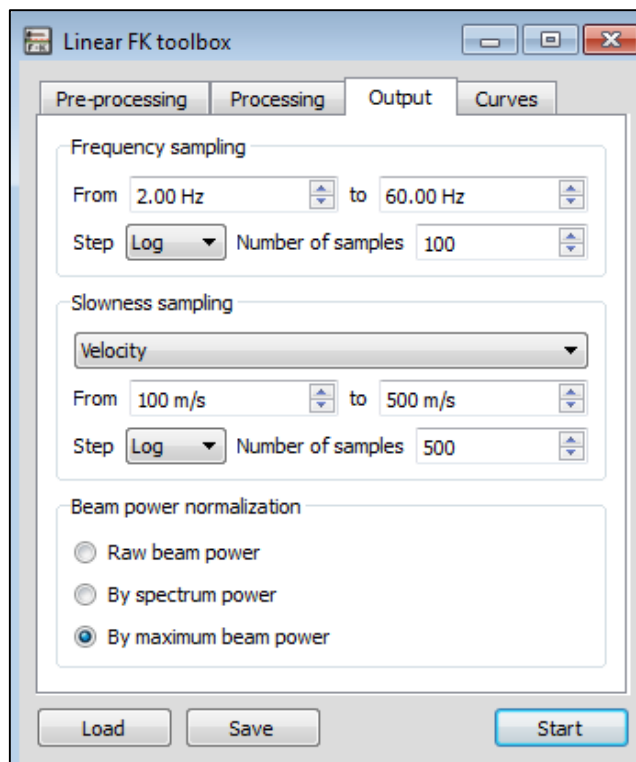 Linear FK toolbox
Pre-processing Processing Output Curves
Frequency sampling
From 2.00 Hz to 60.00 Hz
Step Log Number of samples 100
Slowness sampling
Velocity
From 100 m/s to 500 m/s
Step Log Number of samples 500
Beam power normalization
Raw beam power
By spectrum power
By maximum beam power
Load Save Start